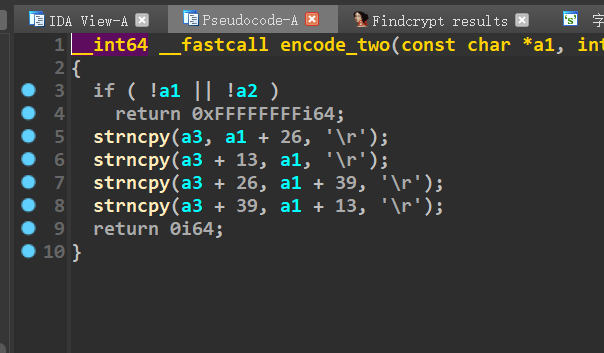 IDA View-A Pseudocode-A Findcrypt results 字
1 __int64 __fastcall encode_two(const char *a1, int
2 {
3 if ( !a1 || !a2 )
4 return 0xFFFFFFFFi64;
5 strncpy(a3, a1 + 26, '\r');
6 strncpy(a3 + 13, a1, '\r');
7 strncpy(a3 + 26, a1 + 39, '\r');
8 strncpy(a3 + 39, a1 + 13, '\r');
9 return 0i64;
10 }